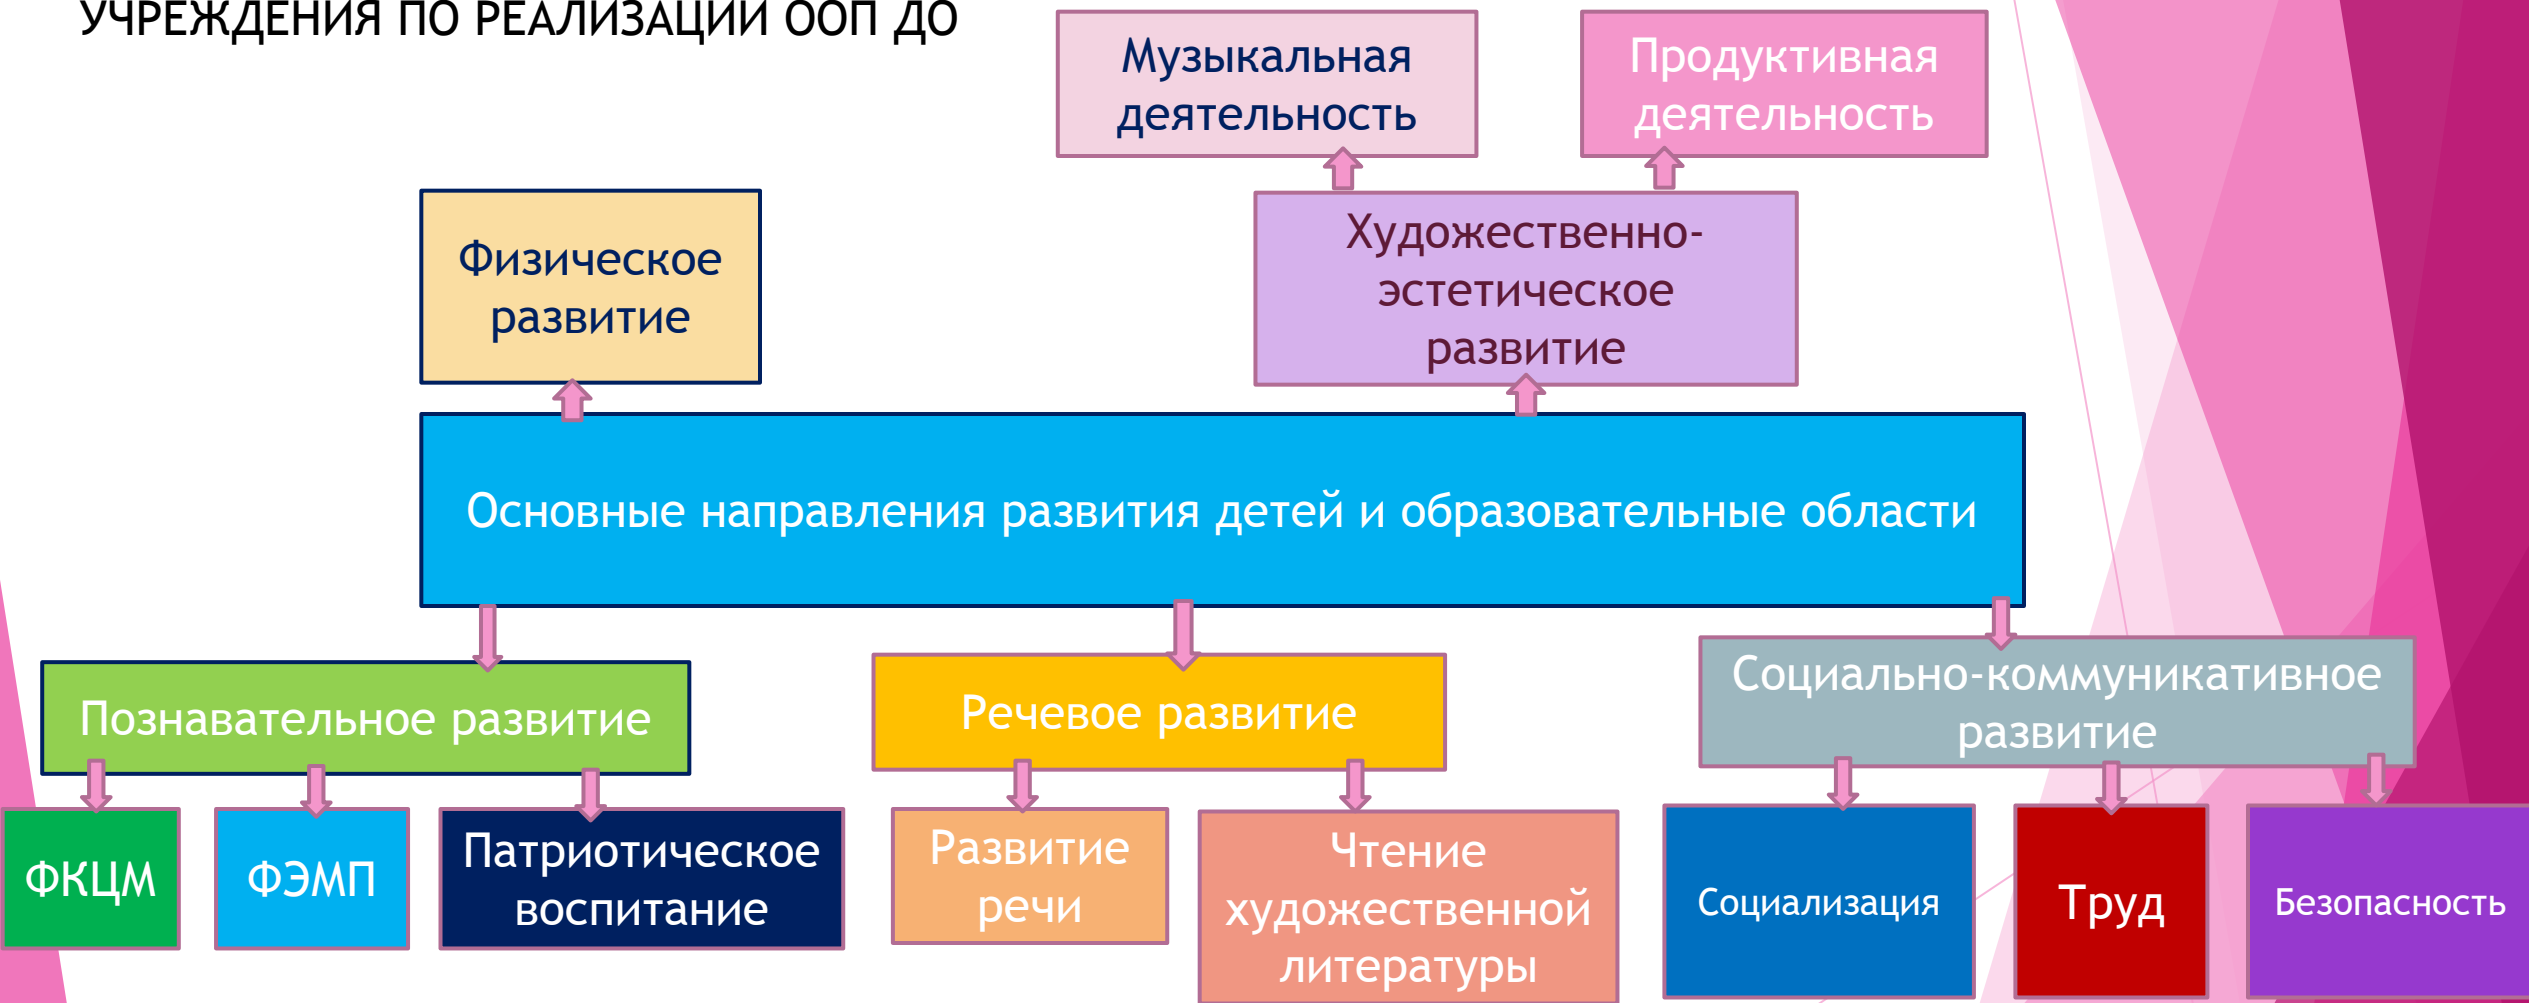 УЧРЕЖДЕНИЯ ПО РЕАЛИЗАЦИИ ООП ДО
Музыкальная
деятельность
Продуктивная
деятельность
Физическое
развитие
Художественно-
эстетическое
развитие
Основные направления развития детей и образовательные области
Познавательное развитие
Речевое развитие
Социально-коммуникативное
развитие
ФКЦМ
ФЭМП
Патриотическое
воспитание
Развитие
речи
Чтение
художественной
литературы
Социализация
Труд
Безопасность